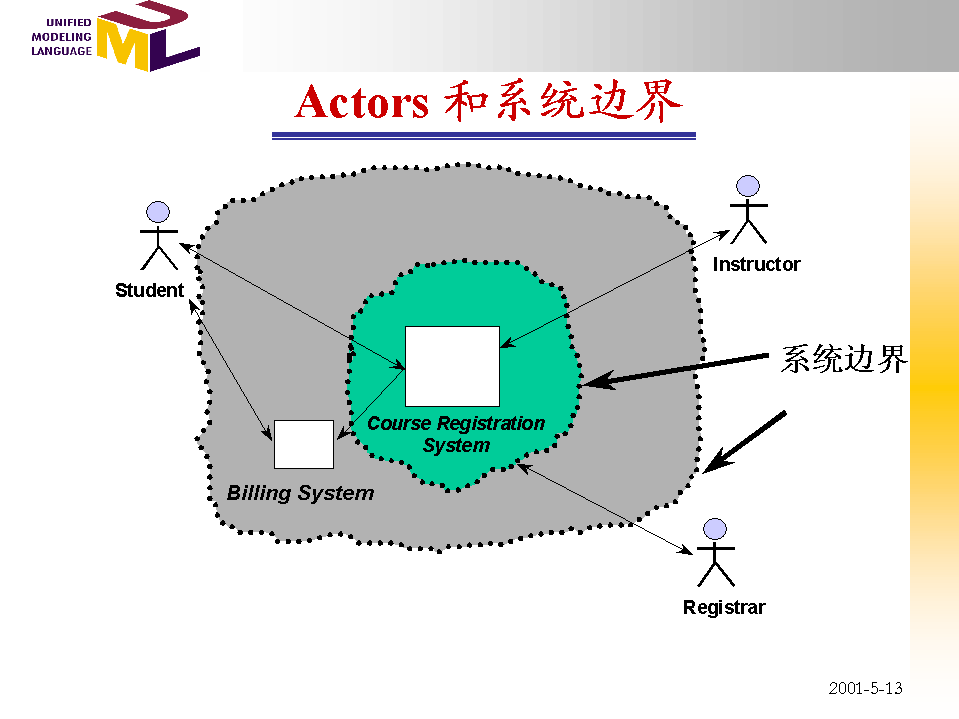 UNIFIED
MODELING
LANGUAGE
UML
Actors 和系统边界
Student
Instructor
系统边界
Course Registration
System
Billing System
Registrar
2001-5-13